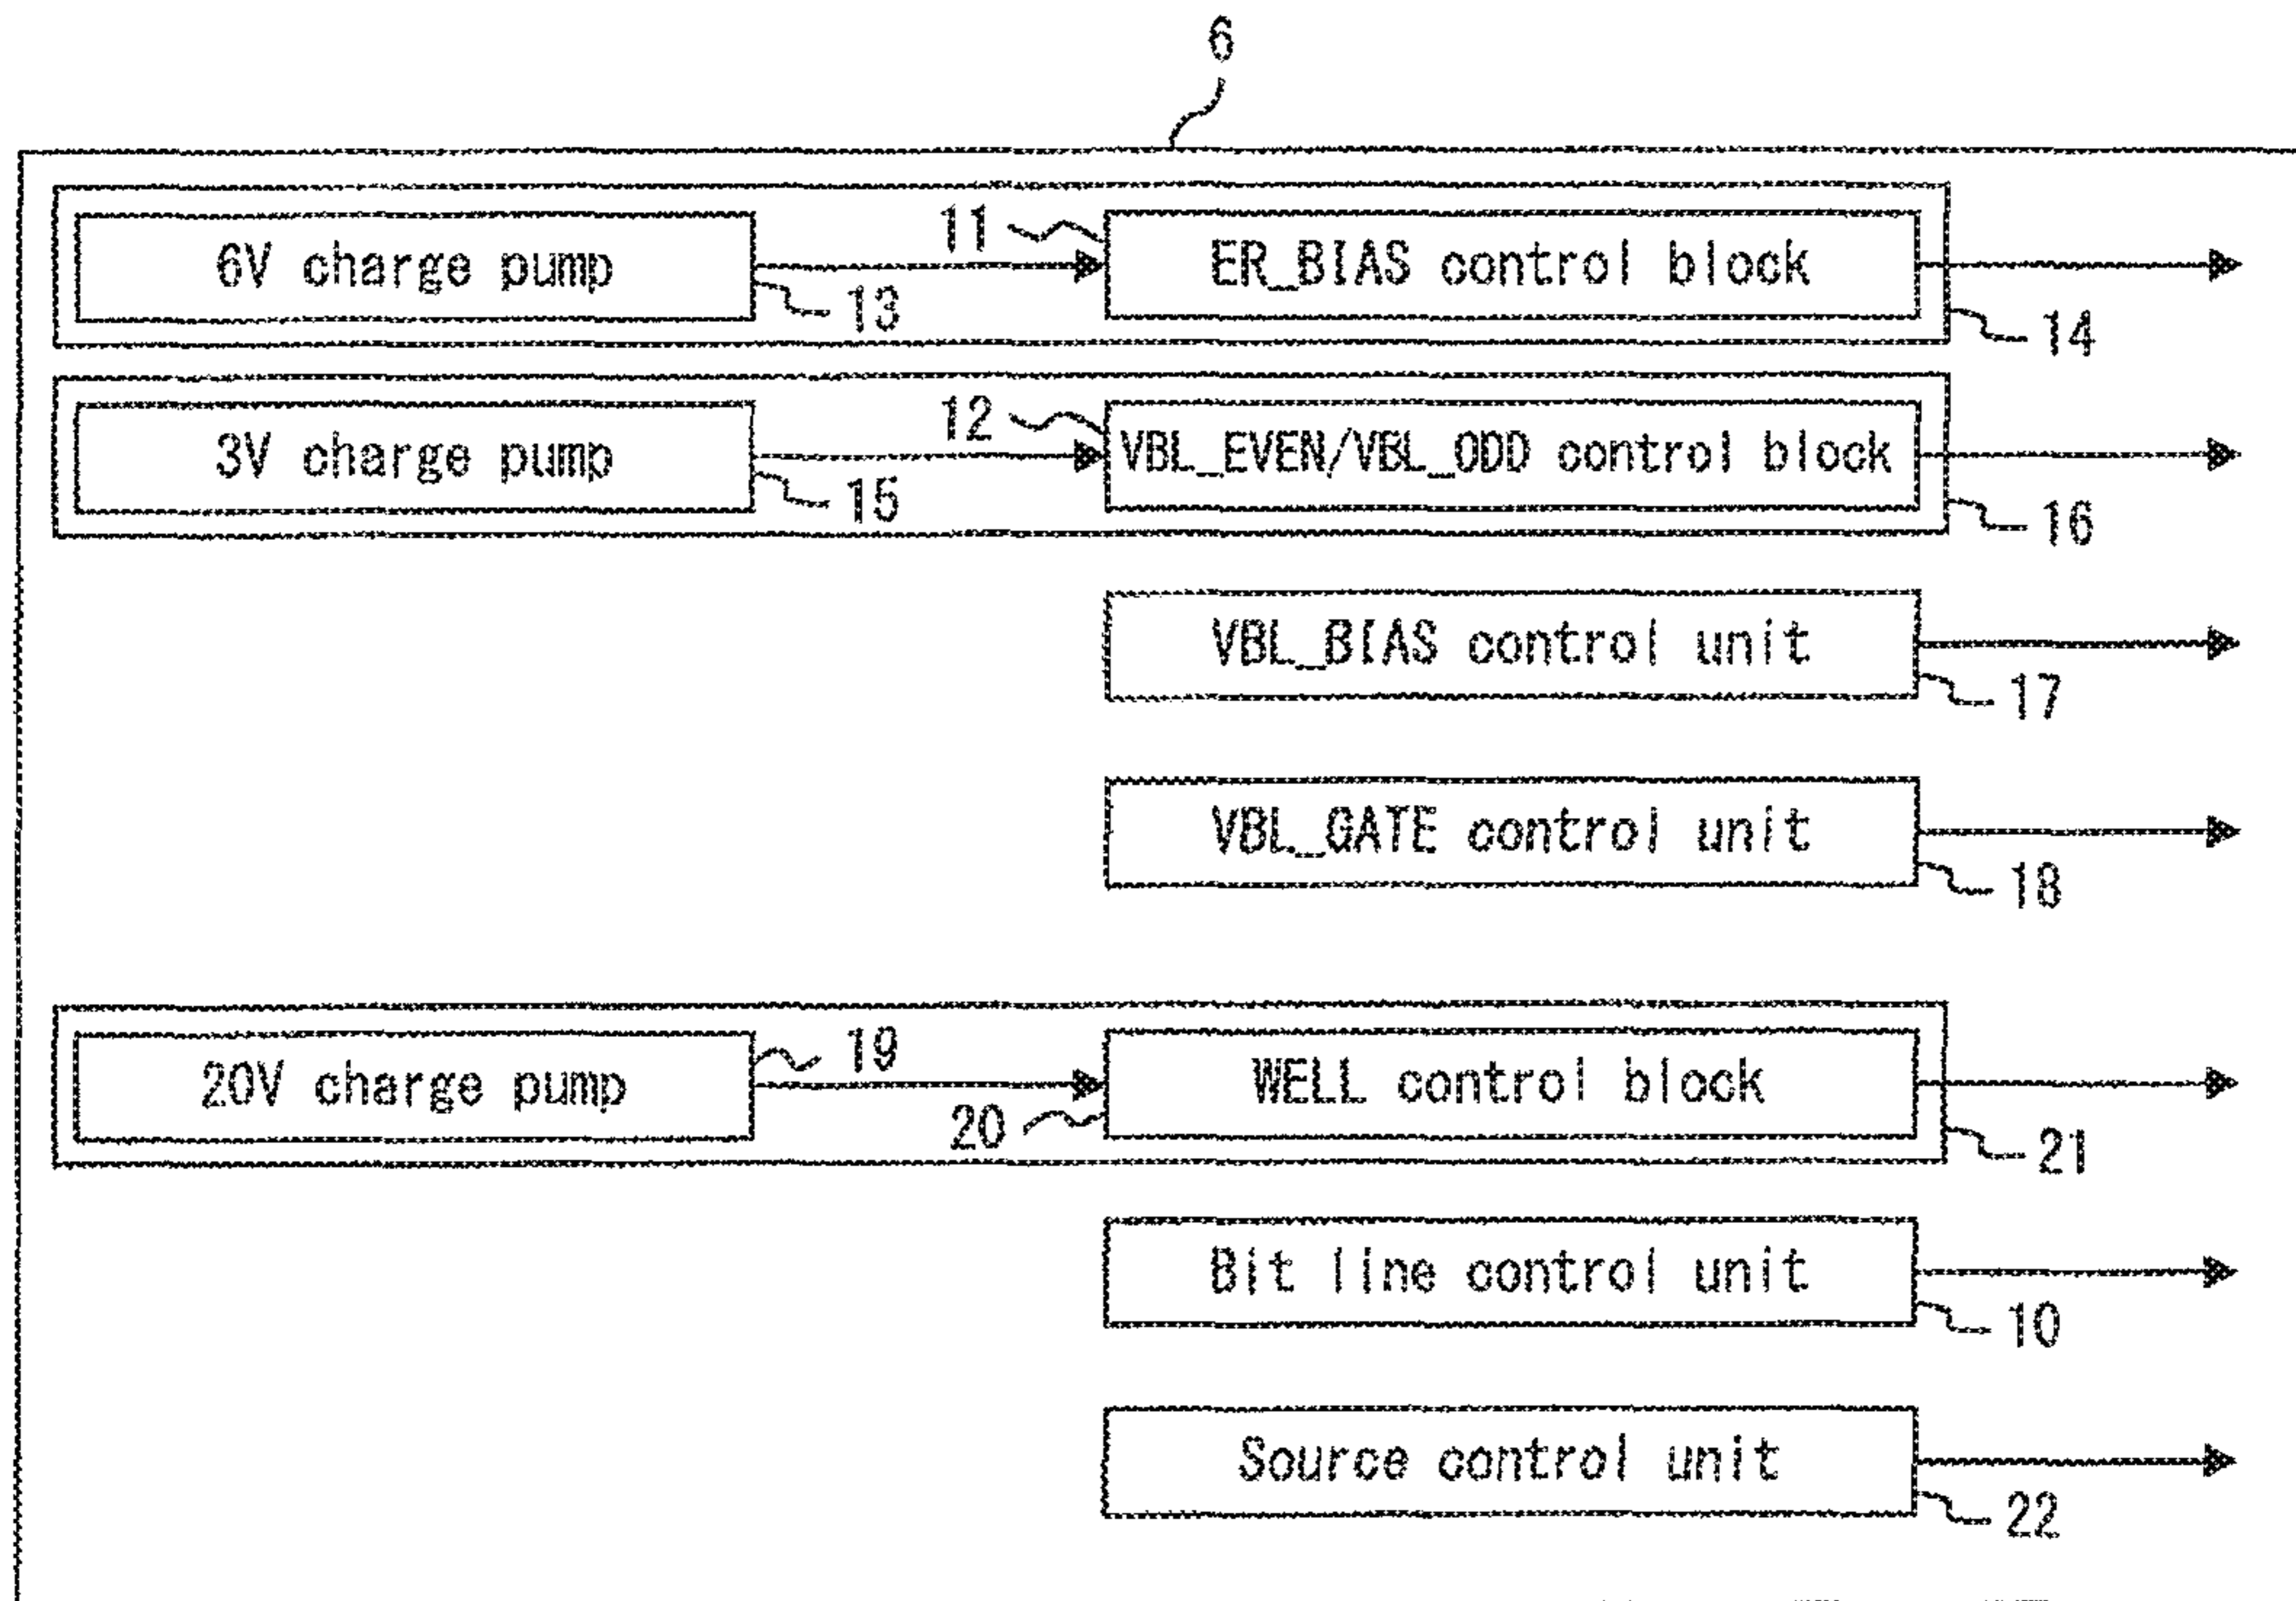 6
6V charge pump
13
11
ER_BIAS control block
14
3V charge pump
15
12
VBL_EVEN/VBL_ODD control block
16
VBL_BIAS control unit
17
VBL_GATE control unit
18
20V charge pump
19
20
WELL control block
21
Bit line control unit
10
Source control unit
22